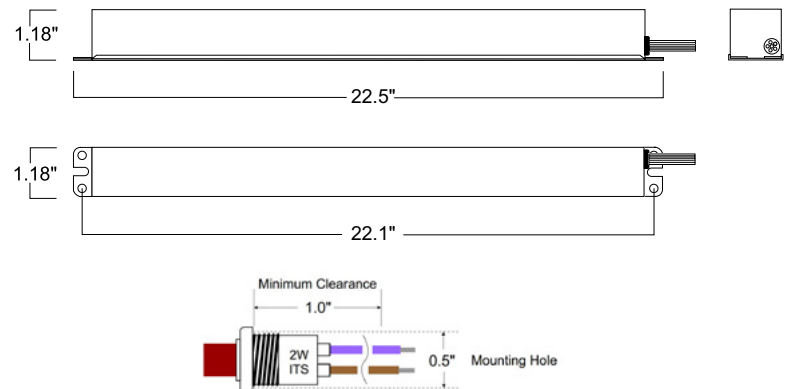 1.18"
22.5"
1.18"
22.1"
Minimum Clearance
1.0"
2W
ITS
0.5" Mounting Hole